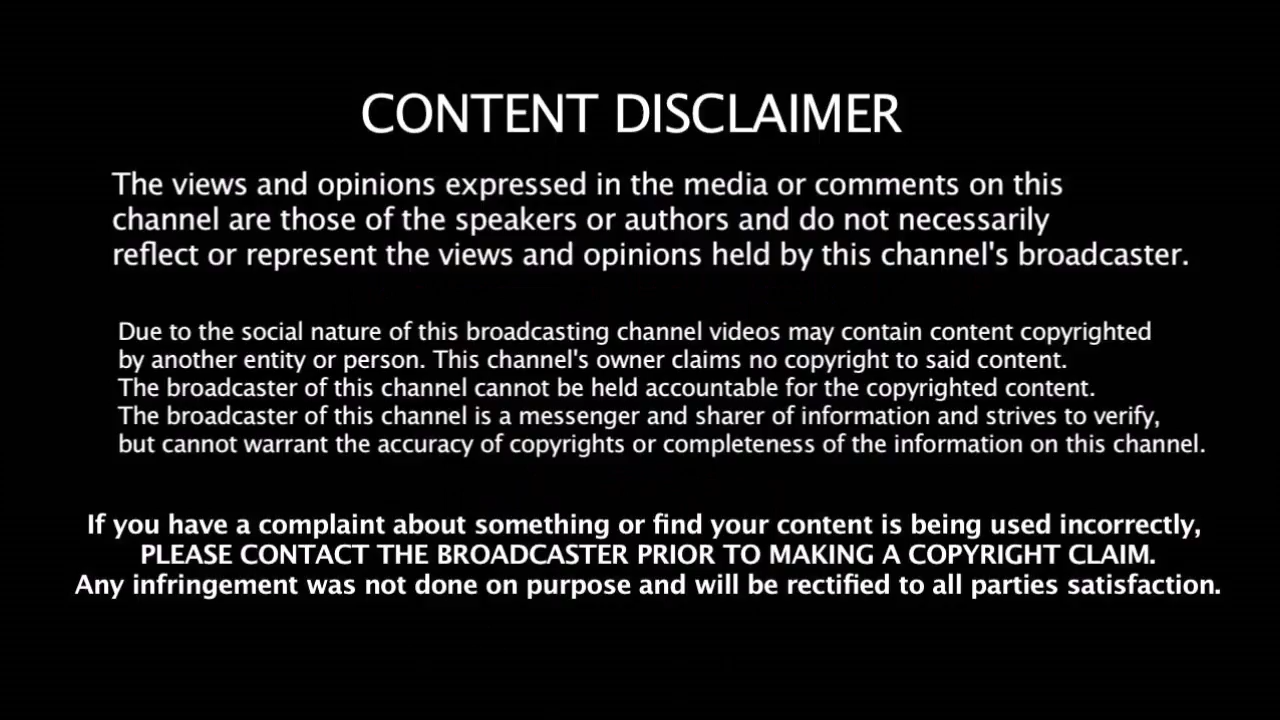 CONTENT DISCLAIMER
The views and opinions expressed in the media or comments on this
channel are those of the speakers or authors and do not necessarily
reflect or represent the views and opinions held by this channel's broadcaster.
Due to the social nature of this broadcasting channel videos may contain content copyrighted
by another entity or person. This channel's owner claims no copyright to said content.
The broadcaster of this channel cannot be held accountable for the copyrighted content.
The broadcaster of this channel is a messenger and sharer of information and strives to verify,
but cannot warrant the accuracy of copyrights or completeness of the information on this channel.
If you have a complaint about something or find your content is being used incorrectly,
PLEASE CONTACT THE BROADCASTER PRIOR TO MAKING A COPYRIGHT CLAIM.
Any infringement was not done on purpose and will be rectified to all parties satisfaction.